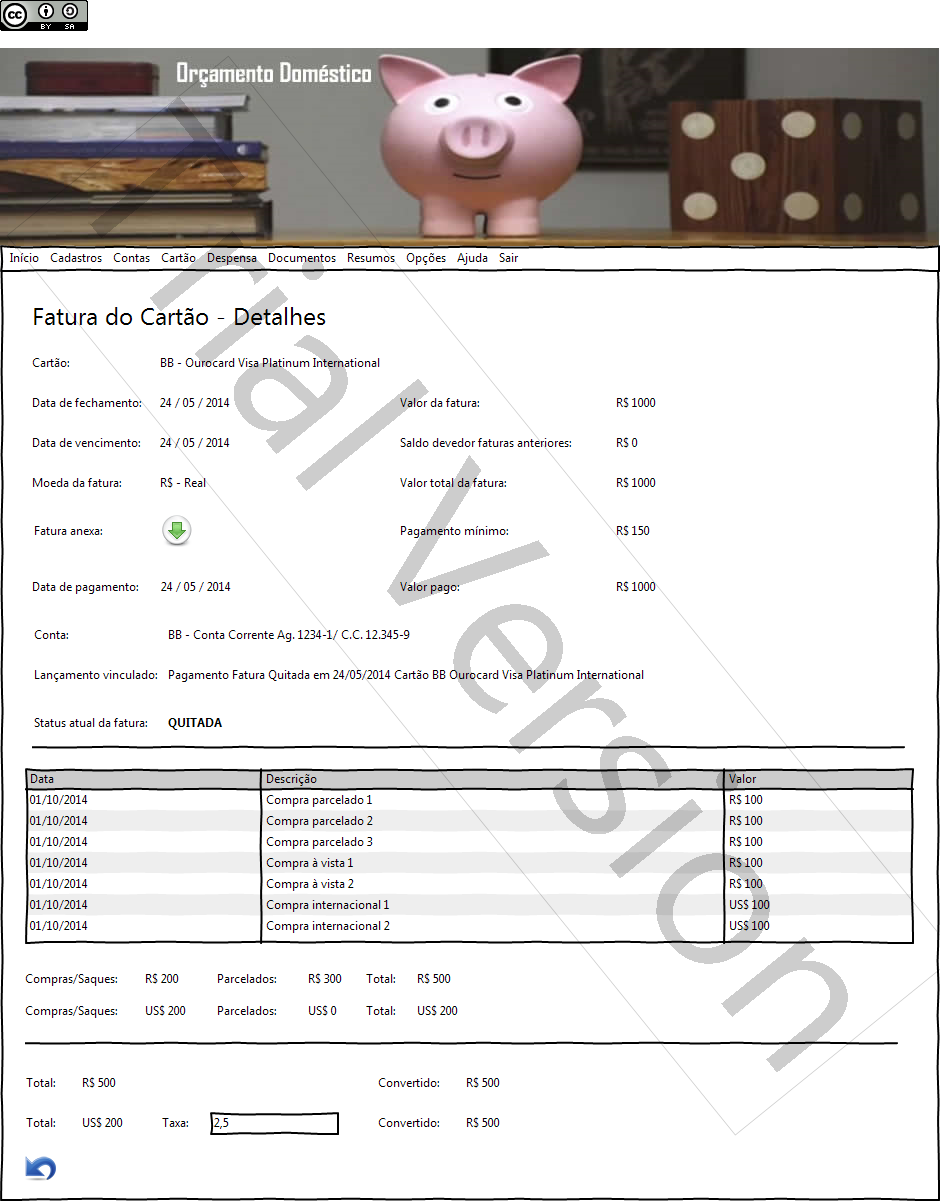 cc
BY SA
Orçamento Doméstico
Início Cadastros Contas Cartão Despensa Documentos Resumos Opções Ajuda Sair
Fatura do Cartão - Detalhes
Cartão: BB - Ourocard Visa Platinum International
Data de fechamento: 24 / 05 / 2014 Valor da fatura: R$ 1000
Data de vencimento: 24 / 05 / 2014 Saldo devedor faturas anteriores: R$ 0
Moeda da fatura: R$ - Real Valor total da fatura: R$ 1000
Fatura anexa: Pagamento mínimo: R$ 150
Data de pagamento: 24 / 05 / 2014 Valor pago: R$ 1000
Conta: BB - Conta Corrente Ag. 1234-1/ C.C. 12.345-9
Lançamento vinculado: Pagamento Fatura Quitada em 24/05/2014 Cartão BB Ourocard Visa Platinum International
Status atual da fatura: QUITADA
Data Descrição Valor
01/10/2014 Compra parcelado 1 R$ 100
01/10/2014 Compra parcelado 2 R$ 100
01/10/2014 Compra parcelado 3 R$ 100
01/10/2014 Compra à vista 1 R$ 100
01/10/2014 Compra à vista 2 R$ 100
01/10/2014 Compra internacional 1 US$ 100
01/10/2014 Compra internacional 2 US$ 100
Compras/Saques: R$ 200 Parcelados: R$ 300 Total: R$ 500
Compras/Saques: US$ 200 Parcelados: US$ 0 Total: US$ 200
Total: R$ 500 Convertido: R$ 500
Total: US$ 200 Taxa: 2,5 Convertido: R$ 500
Trial Version